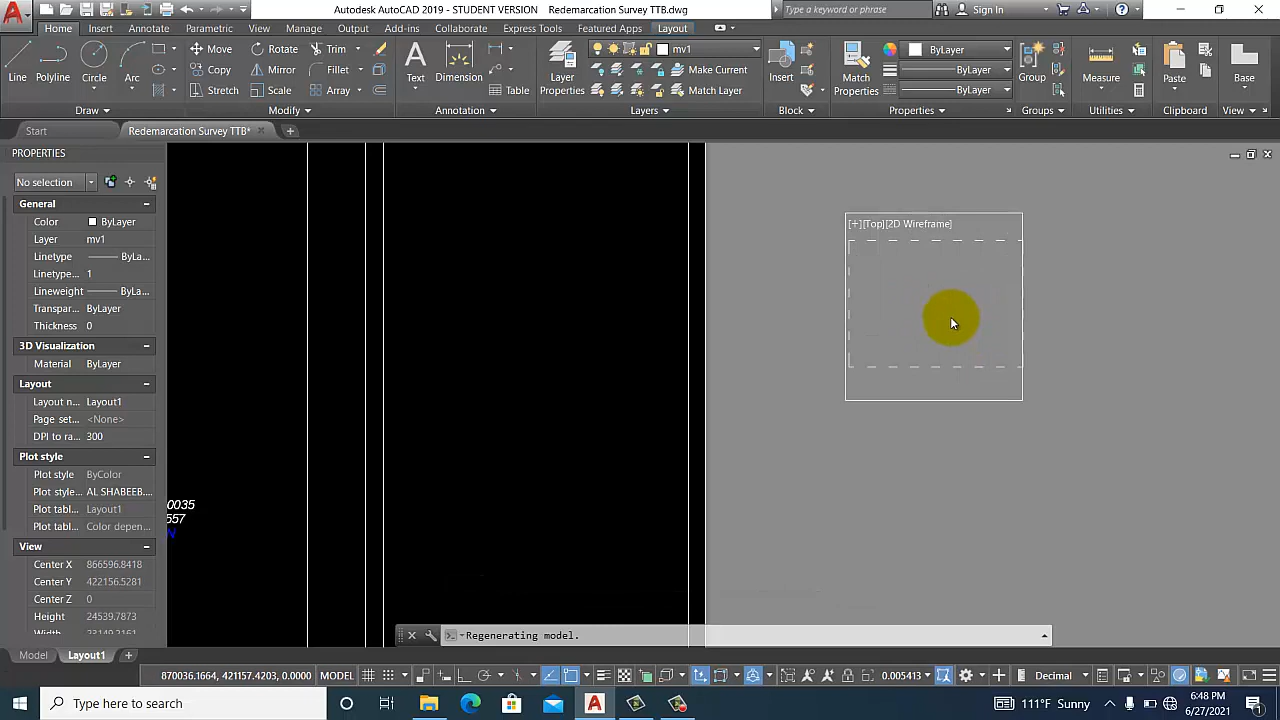 Autodesk AutoCAD 2019 - STUDENT VERSION Redemarcation Survey TTB.dwg
Type a keyword or phrase
Sign In
Home Insert Annotate Parametric View Manage Output Add-ins Collaborate Express Tools Featured Apps Layout
Line Polyline Circle Arc
Move Rotate Trim
Copy Mirror Fillet
Stretch Scale Array
Text Dimension
Table
Layer Properties
mv1
Make Current
Match Layer
Insert
Match Properties
ByLayer
ByLayer
ByLayer
Group
Measure
Paste
Base
Draw Modify Annotation Layers Block Properties Groups Utilities Clipboard View
Start
Redemarcation Survey TTB*
PROPERTIES
No selection
General
Color ByLayer
Layer mv1
Linetype ByLa...
Linetype... 1
Lineweight ByLa...
Transpar... ByLayer
Thickness 0
3D Visualization
Material ByLayer
Layout
Layout n... Layout1
Page set... <None>
DPI to ra... 300
Plot style
Plot style ByColor
Plot style... AL SHABEEB....
Plot tabl... Layout1
Plot tabl... Color depen...
View
Center X 866596.8418
Center Y 422156.5281
Center Z 0
Height 24539.7873
Width 23149.2161
0035
557
N
[+][Top][2D Wireframe]
Regenerating model.
Model Layout1
870036.1664, 421157.4203, 0.0000 MODEL
0.005413
Decimal
Type here to search
111°F Sunny
6:48 PM
6/27/2021
1